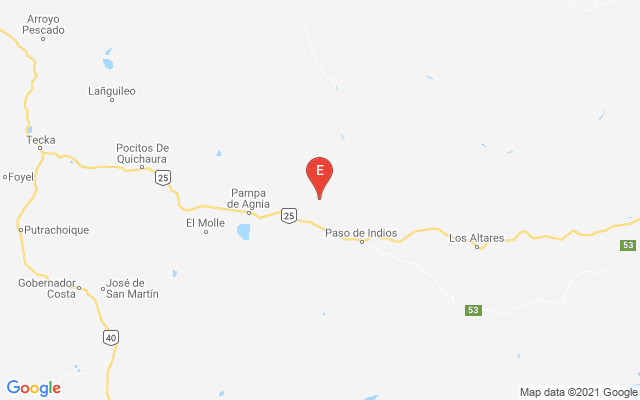 Arroyo
Pescado
Lañguileo
Tecka
Pocitos De
Quichaura
E
Foyel
25
Pampa
de Agnia
25
El Molle
Putrachoique
Paso de Indios
Los Altares
53
Gobernador
Costa
José de
San Martín
53
40
Google
Map data ©2021 Google